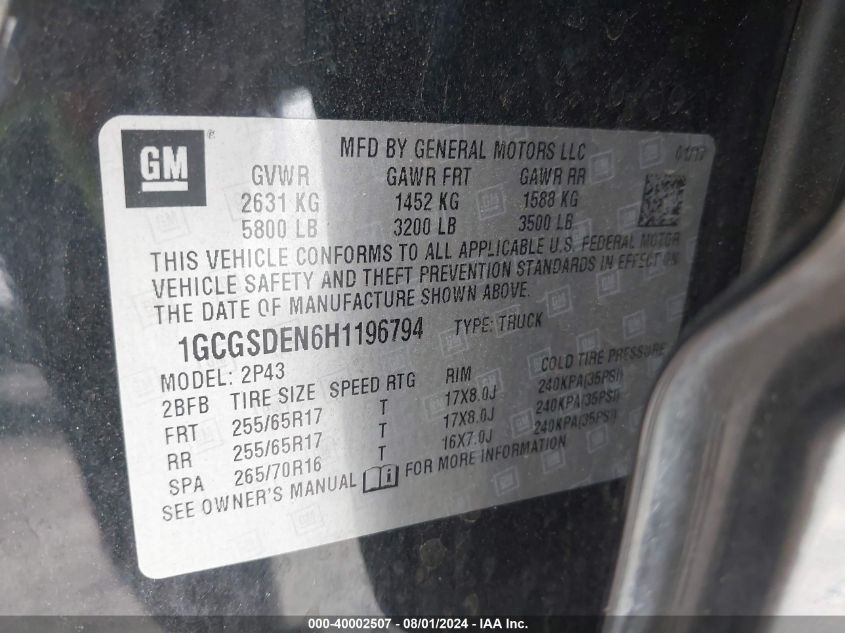 GM ® MFD BY GENERAL MOTORS LLC 01/17
GVWR GAWR FRT GAWR RR
2631 KG 1452 KG 1588 KG
5800 LB 3200 LB 3500 LB
THIS VEHICLE CONFORMS TO ALL APPLICABLE U.S. FEDERAL MOTOR
VEHICLE SAFETY AND THEFT PREVENTION STANDARDS IN EFFECT ON
THE DATE OF MANUFACTURE SHOWN ABOVE.
1GCGSDEN6H1196794 TYPE: TRUCK
MODEL: 2P43
2BFB TIRE SIZE SPEED RTG RIM COLD TIRE PRESSURE
FRT 255/65R17 T 17X8.0J 240KPA(35PSI)
RR 255/65R17 T 17X8.0J 240KPA(35PSI)
SPA 265/70R16 T 16X7.0J 240KPA(35PSI)
SEE OWNER'S MANUAL FOR MORE INFORMATION
000-40002507 - 08/01/2024 - IAA Inc.